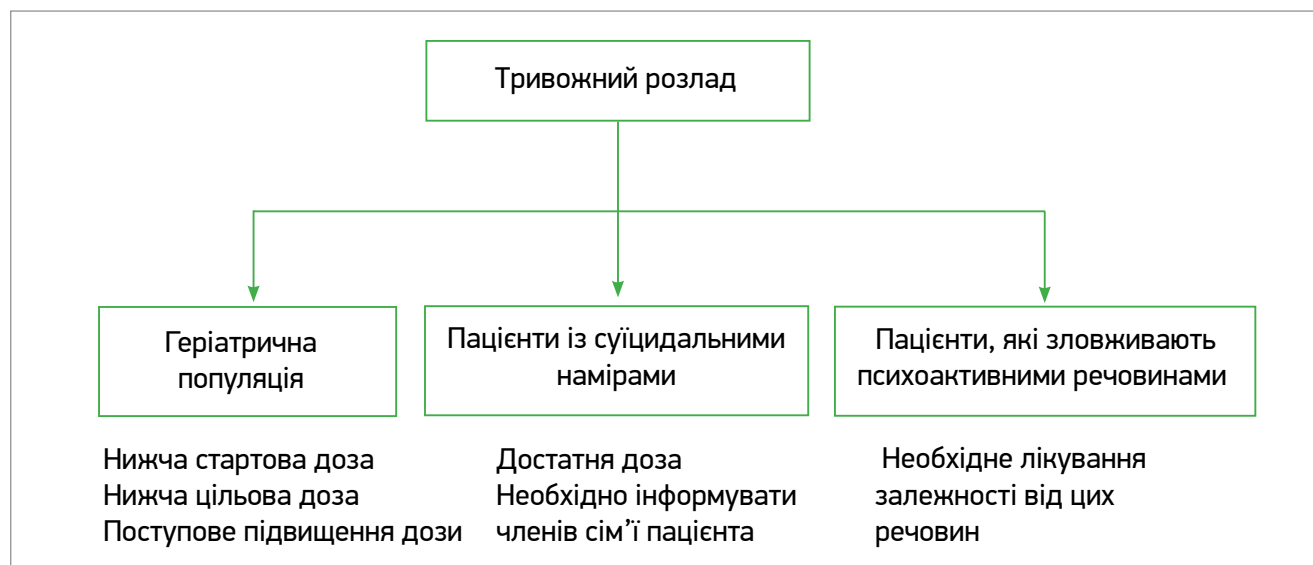 Тривожний розлад
Геріатрична
популяція
Пацієнти із суїцидальними
намірами
Пацієнти, які зловживають
психоактивними речовинами
Нижча стартова доза
Нижча цільова доза
Поступове підвищення дози
Достатня доза
Необхідно інформувати
членів сім’ї пацієнта
Необхідне лікування
залежності від цих
речовин